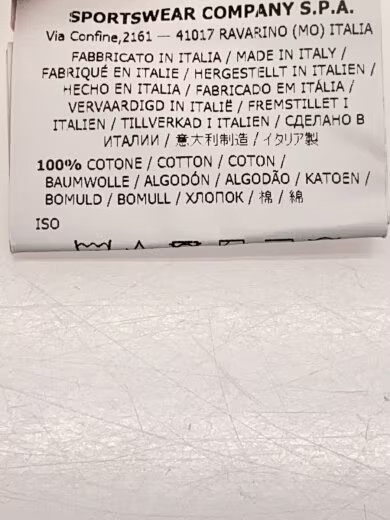 SPORTSWEAR COMPANY S.P.A.
Via Confine,2161 — 41017 RAVARINO (MO) ITALIA
FABBRICATO IN ITALIA / MADE IN ITALY /
FABRIQUÉ EN ITALIE / HERGESTELLT IN ITALIEN /
HECHO EN ITALIA / FABRICADO EM ITÁLIA /
VERVAARDIGD IN ITALIË / FREMSTILLET I
ITALIEN / TILLVERKAD I ITALIEN / СДЕЛАНО В
ИТАЛИИ / 意大利制造 / イタリア製
100% COTONE / COTTON / COTON /
BAUMWOLLE / ALGODÓN / ALGODÃO / KATOEN /
BOMULD / BOMULL / ХЛОПОК / 棉 / 綿
ISO